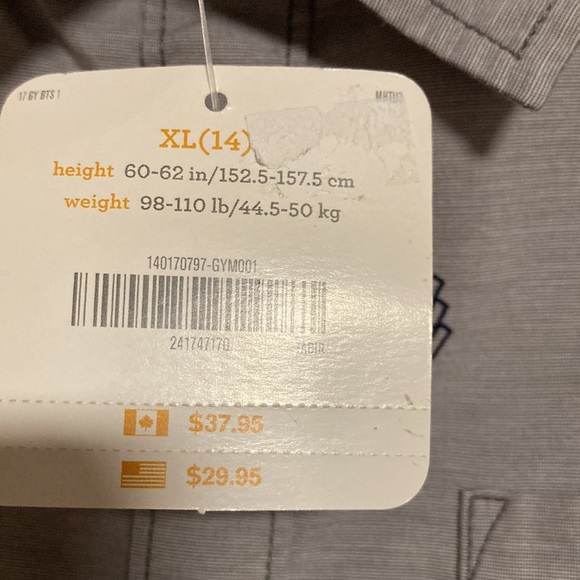 17 GY BTS 1
XL(14)
height 60-62 in/152.5-157.5 cm
weight 98-110 lb/44.5-50 kg
140170797-GYM001
241747170
$37.95
$29.95